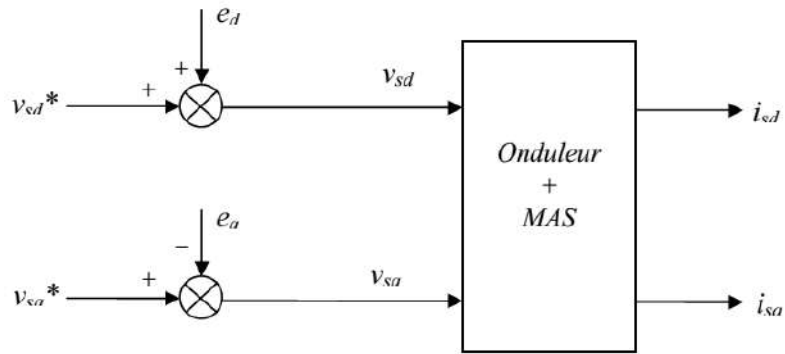 e_d
+
v_sd*
+
v_sd
i_sd
Onduleur
+
MAS
e_q
−
v_sq*
+
v_sq
i_sq